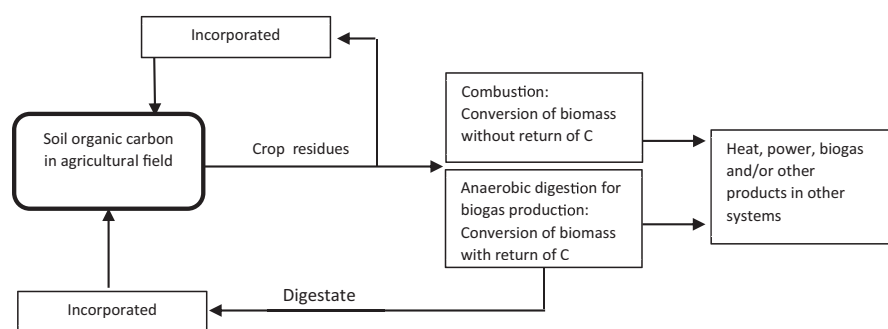 Incorporated
Soil organic carbon
in agricultural field
Crop residues
Combustion:
Conversion of biomass
without return of C
Anaerobic digestion for
biogas production:
Conversion of biomass
with return of C
Heat, power, biogas
and/or other
products in other
systems
Digestate
Incorporated